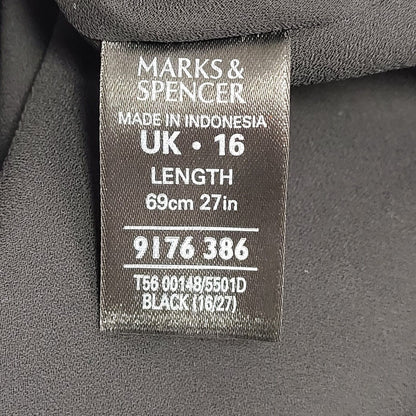 MARKS &
SPENCER
MADE IN INDONESIA
UK • 16
LENGTH
69cm 27in
9176 386
T56 00148/5501D
BLACK (16/27)